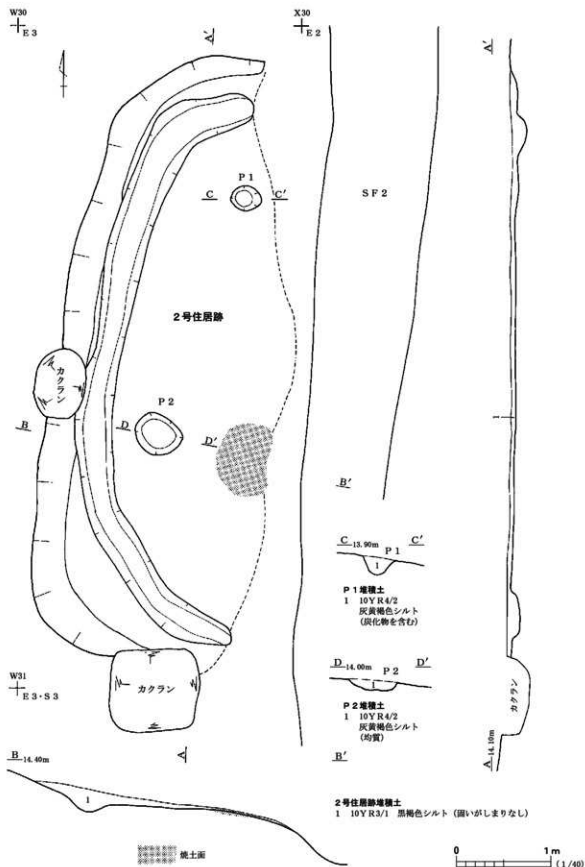 W30
E3
A'
X30
E2
A'
P1
C C'
SF2
2号住居跡
カクラン
P2
B
D D'
B'
C 13.90m P1 C'
1
P1堆積土
1 10YR4/2
灰黄褐色シルト
(炭化物を含む)
D 14.00m P2 D'
1
P2堆積土
1 10YR4/2
灰黄褐色シルト
(均質)
W31
E3・S3
カクラン
カクラン
A
A 14.10m
B 14.40m
B'
1
2号住居跡堆積土
1 10YR3/1 黒褐色シルト (固いがしまりなし)
焼土面
0 1m
(1/40)